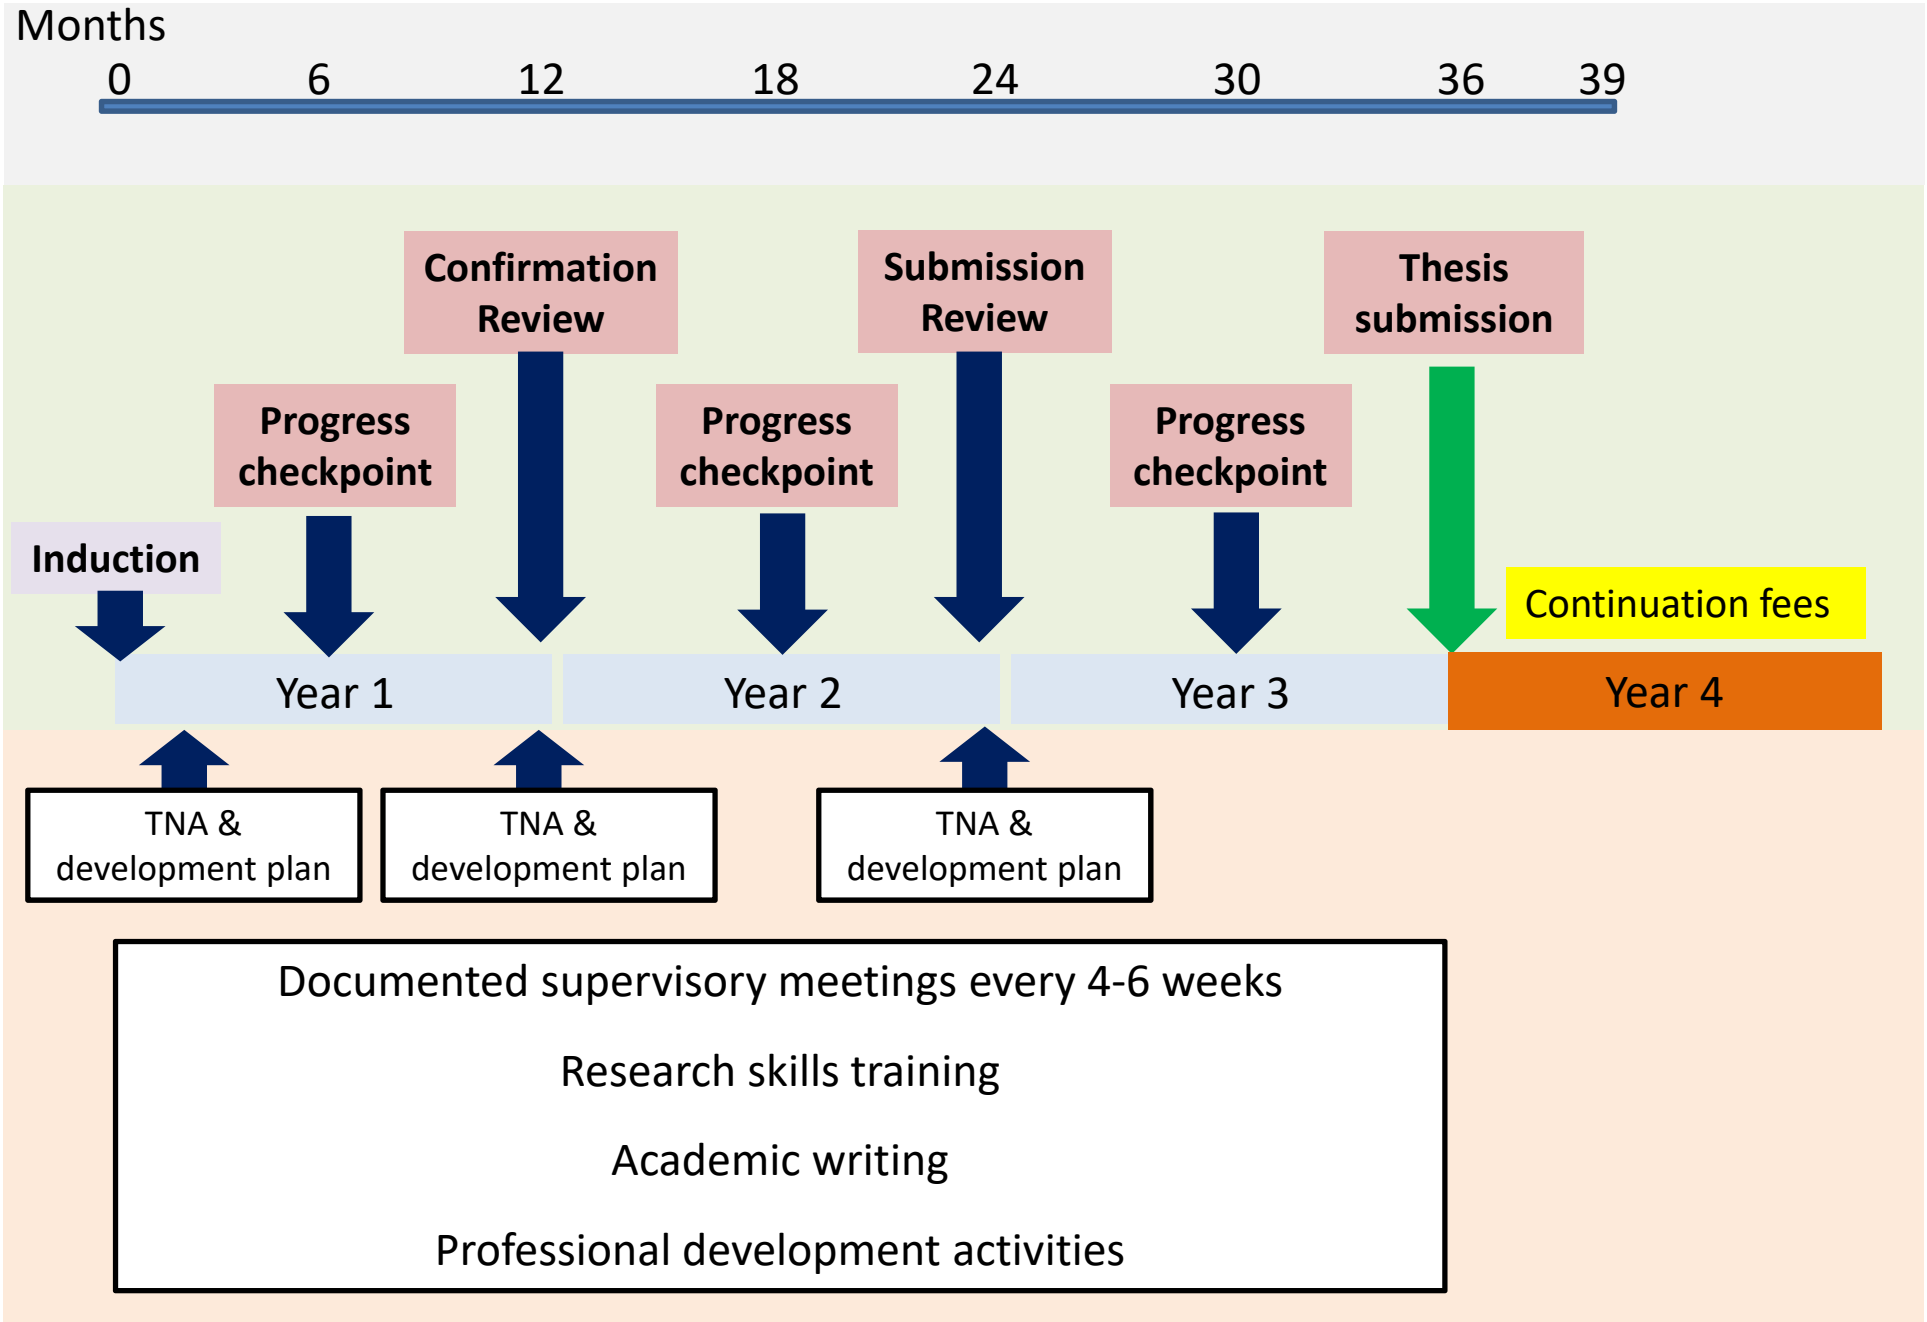 Months
0 6 12 18 24 30 36 39
Confirmation
Review
Submission
Review
Thesis
submission
Progress
checkpoint
Progress
checkpoint
Progress
checkpoint
Induction
Continuation fees
Year 1
Year 2
Year 3
Year 4
TNA &
development plan
TNA &
development plan
TNA &
development plan
Documented supervisory meetings every 4-6 weeks
Research skills training
Academic writing
Professional development activities